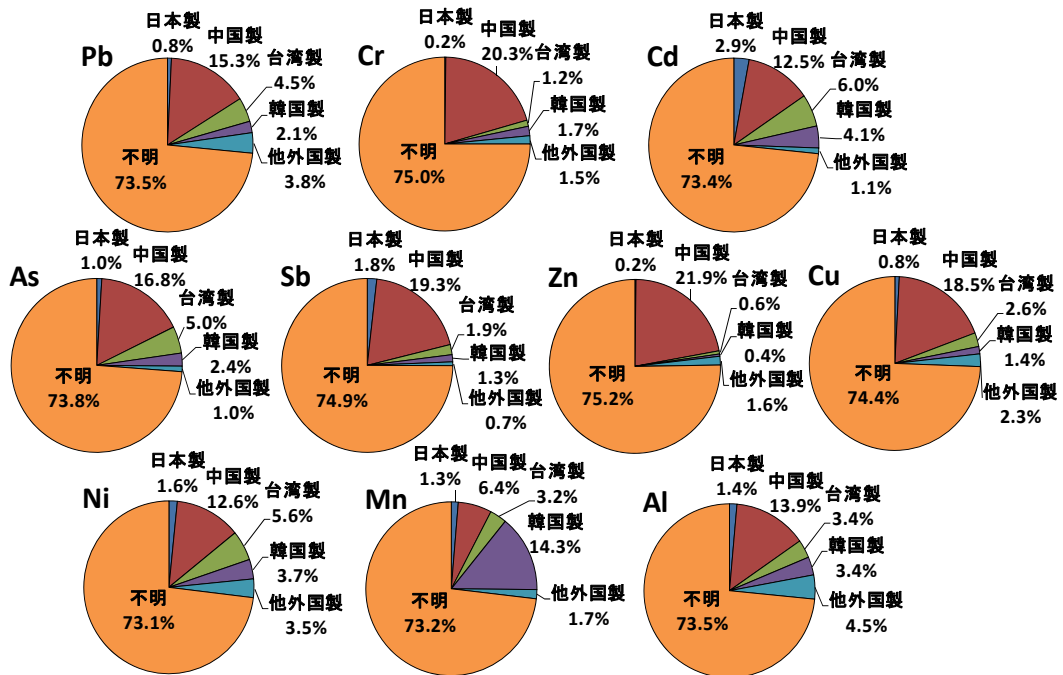 Pb
日本製
0.8%
中国製
15.3%
台湾製
4.5%
韓国製
2.1%
他外国製
3.8%
不明
73.5%
Cr
日本製
0.2%
中国製
20.3%
台湾製
1.2%
韓国製
1.7%
他外国製
1.5%
不明
75.0%
Cd
日本製
2.9%
中国製
12.5%
台湾製
6.0%
韓国製
4.1%
他外国製
1.1%
不明
73.4%
As
日本製
1.0%
中国製
16.8%
台湾製
5.0%
韓国製
2.4%
他外国製
1.0%
不明
73.8%
Sb
日本製
1.8%
中国製
19.3%
台湾製
1.9%
韓国製
1.3%
他外国製
0.7%
不明
74.9%
Zn
日本製
0.2%
中国製
21.9%
台湾製
0.6%
韓国製
0.4%
他外国製
1.6%
不明
75.2%
Cu
日本製
0.8%
中国製
18.5%
台湾製
2.6%
韓国製
1.4%
他外国製
2.3%
不明
74.4%
Ni
日本製
1.6%
中国製
12.6%
台湾製
5.6%
韓国製
3.7%
他外国製
3.5%
不明
73.1%
Mn
日本製
1.3%
中国製
6.4%
台湾製
3.2%
韓国製
14.3%
他外国製
1.7%
不明
73.2%
Al
日本製
1.4%
中国製
13.9%
台湾製
3.4%
韓国製
3.4%
他外国製
4.5%
不明
73.5%